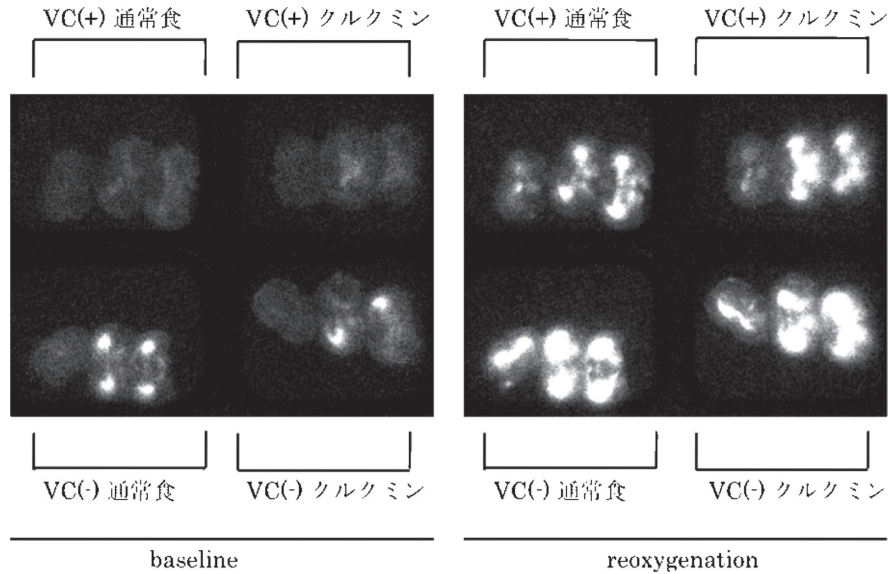 VC(+) 通常食
VC(+) クルクミン
VC(+) 通常食
VC(+) クルクミン
VC(-) 通常食
VC(-) クルクミン
VC(-) 通常食
VC(-) クルクミン
baseline
reoxygenation